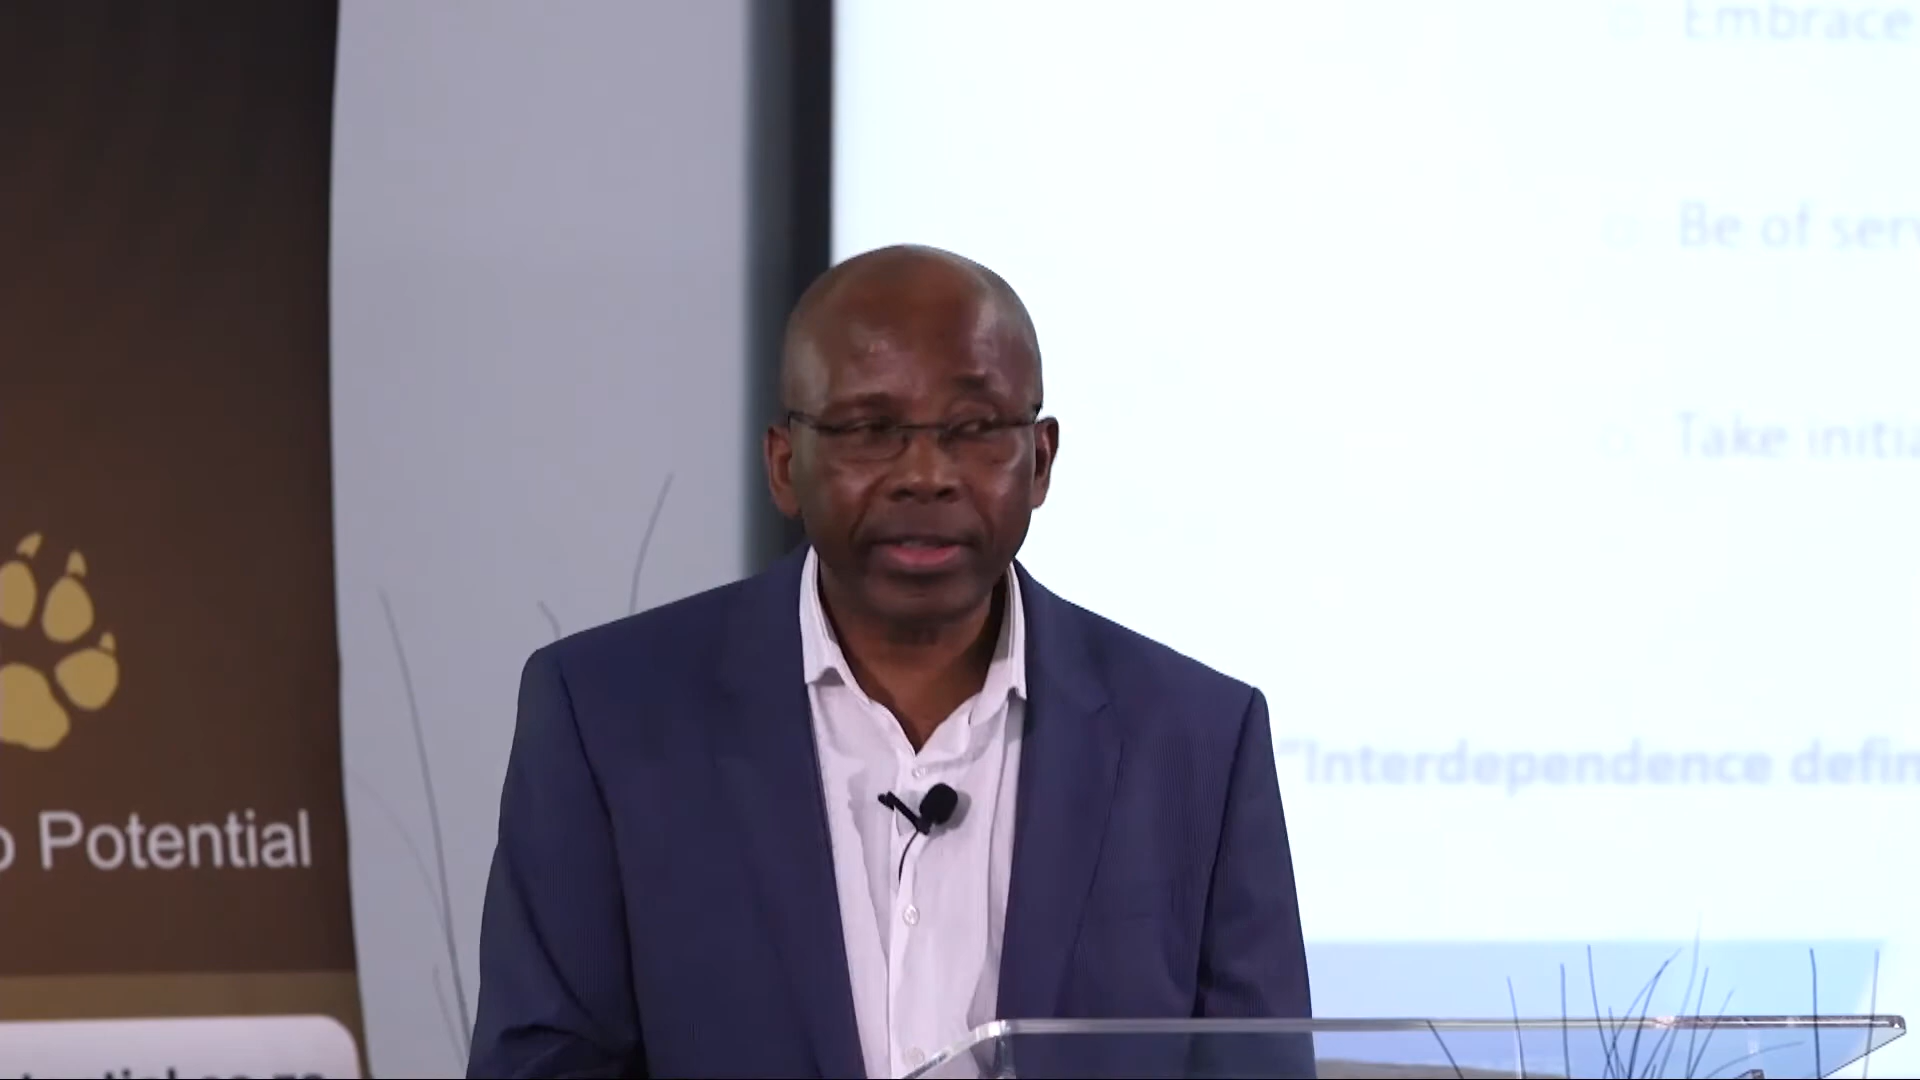 Embrace
Be of serv
Take initia
"Interdependence defin
o Potential